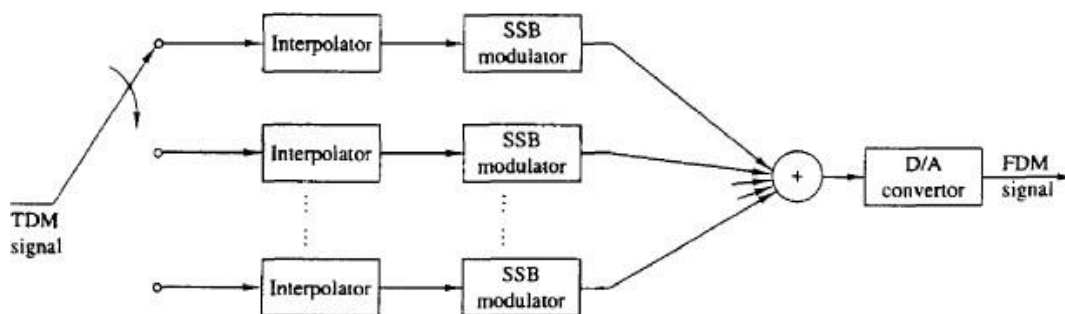 Interpolator
SSB
modulator
Interpolator
SSB
modulator
D/A
convertor
FDM
signal
TDM
signal
Interpolator
SSB
modulator
+